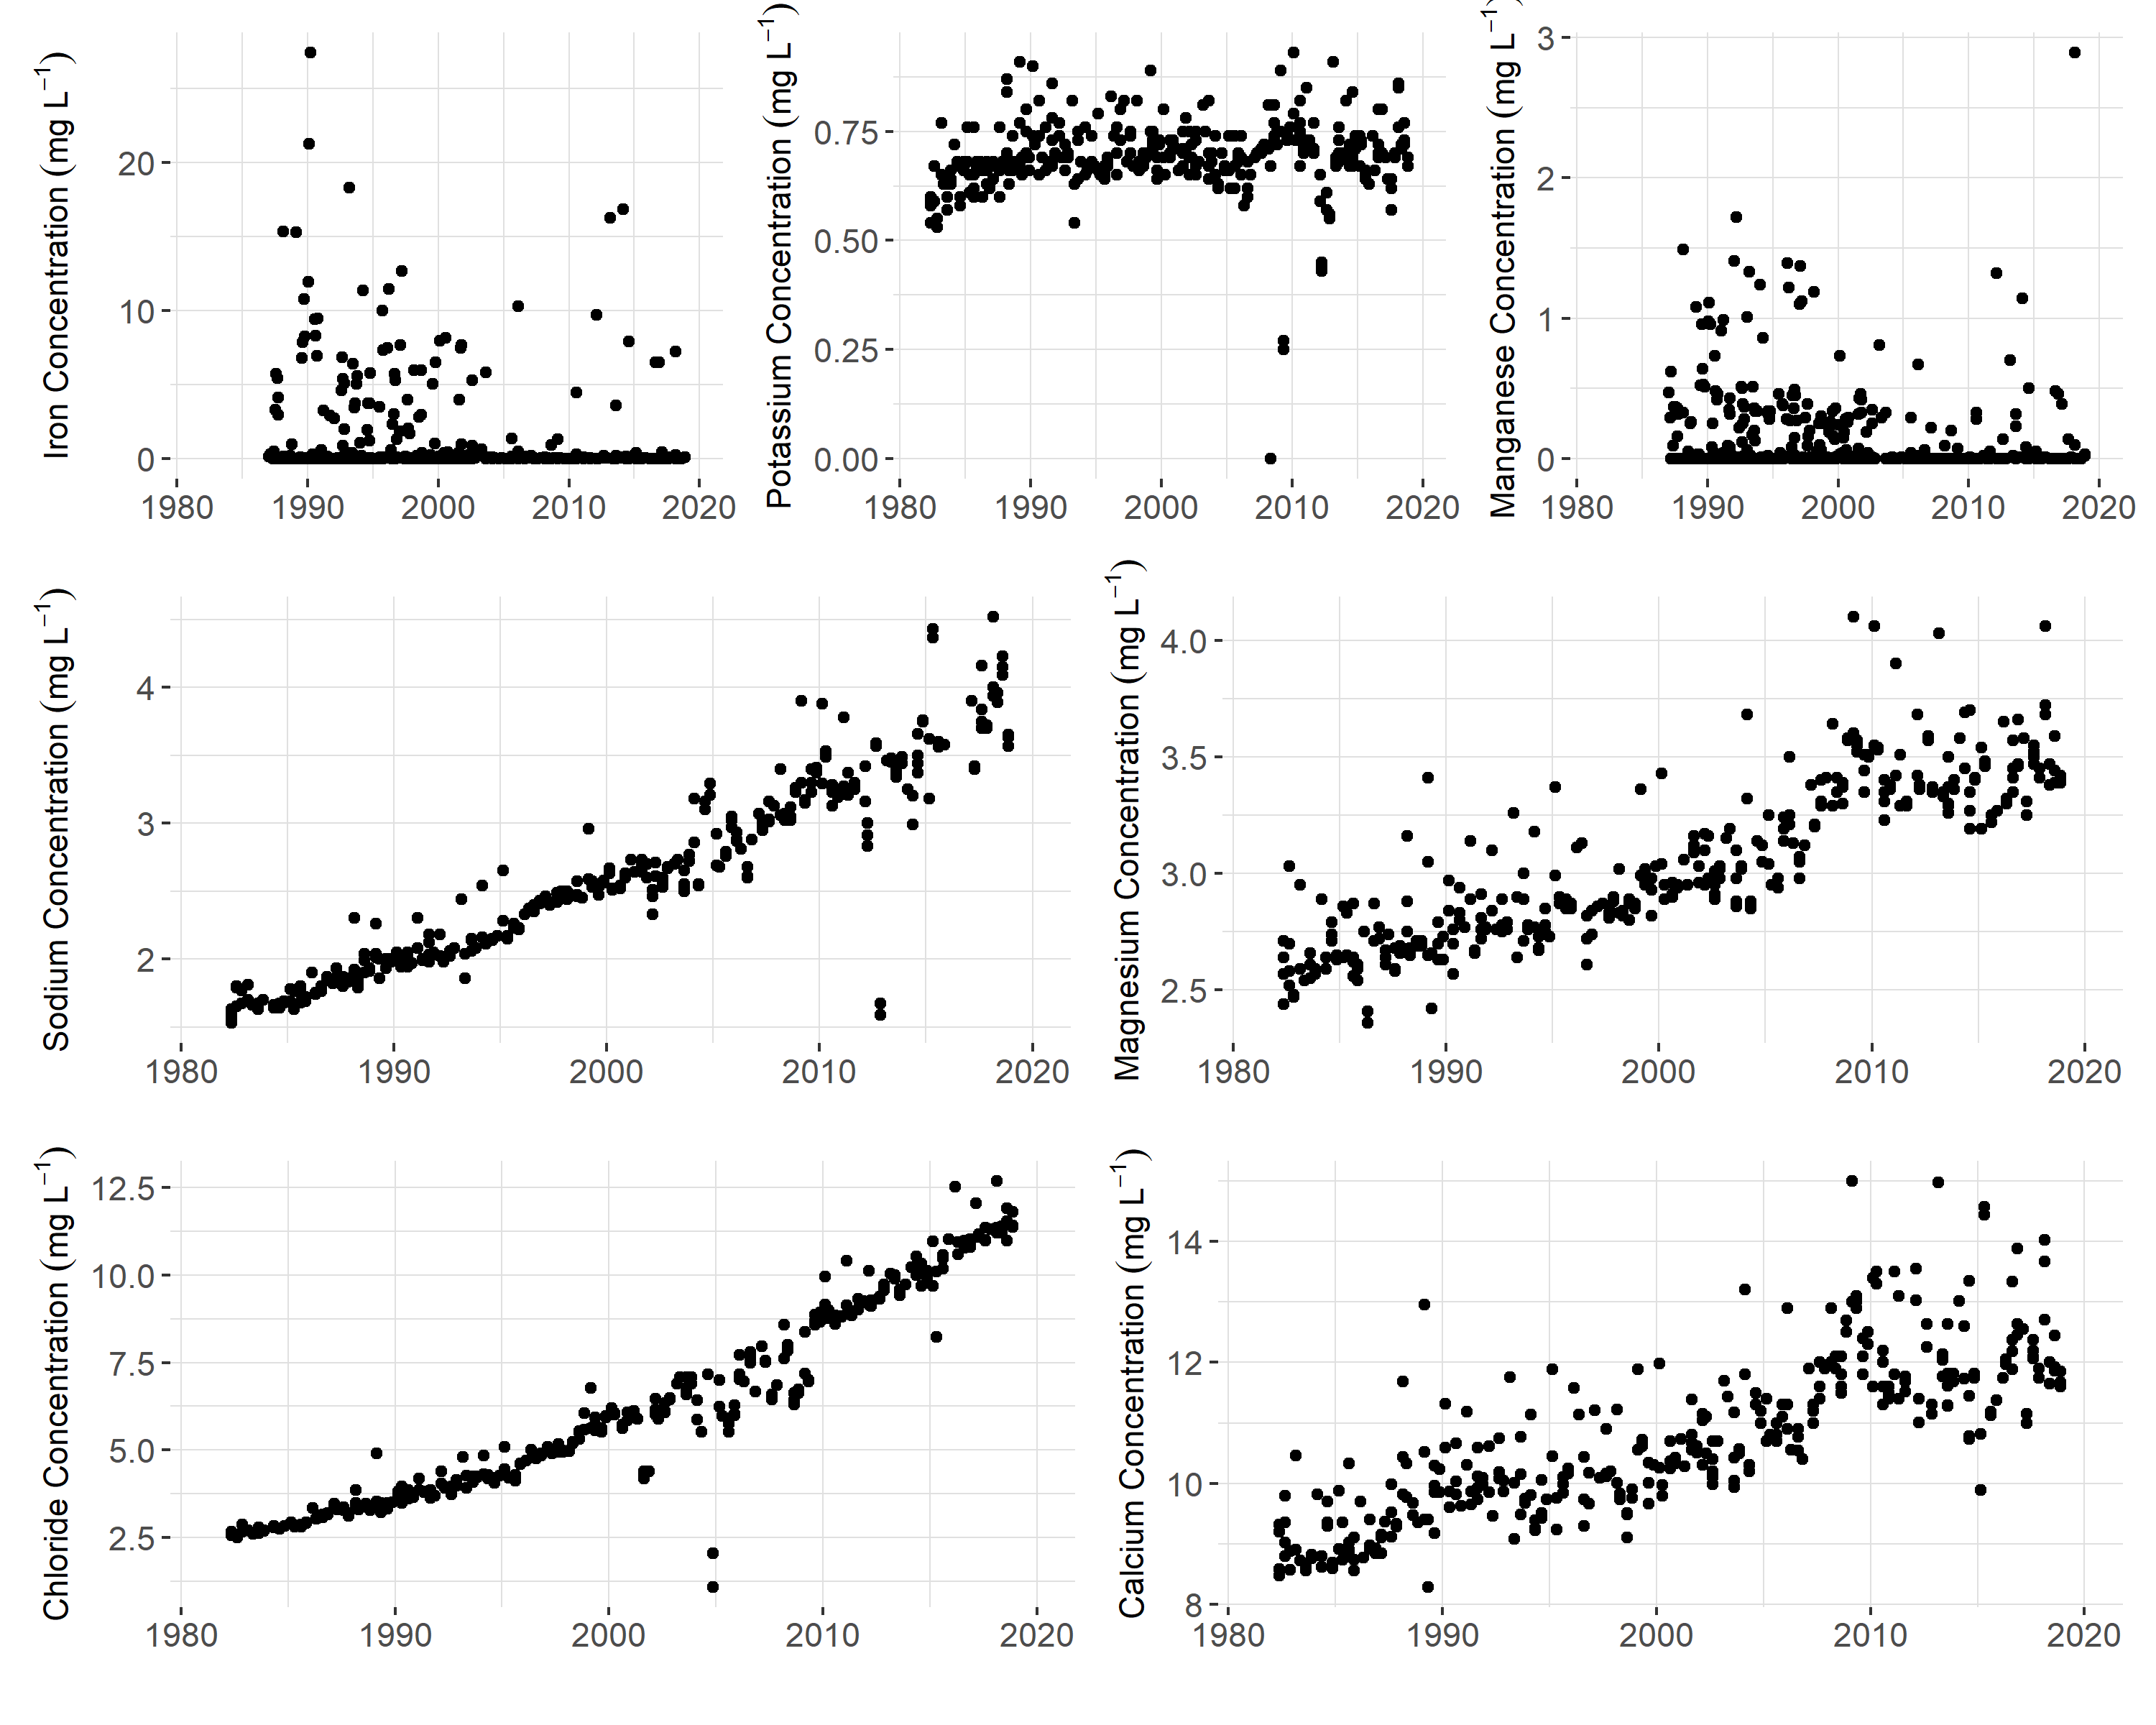 Iron Concentration (mg L⁻¹)
20
10
0
1980 1990 2000 2010 2020
Potassium Concentration (mg L⁻¹)
0.75
0.50
0.25
0.00
1980 1990 2000 2010 2020
Manganese Concentration (mg L⁻¹)
3
2
1
0
1980 1990 2000 2010 2020
Sodium Concentration (mg L⁻¹)
4
3
2
1980 1990 2000 2010 2020
Magnesium Concentration (mg L⁻¹)
4.0
3.5
3.0
2.5
1980 1990 2000 2010 2020
Chloride Concentration (mg L⁻¹)
12.5
10.0
7.5
5.0
2.5
1980 1990 2000 2010 2020
Calcium Concentration (mg L⁻¹)
14
12
10
8
1980 1990 2000 2010 2020